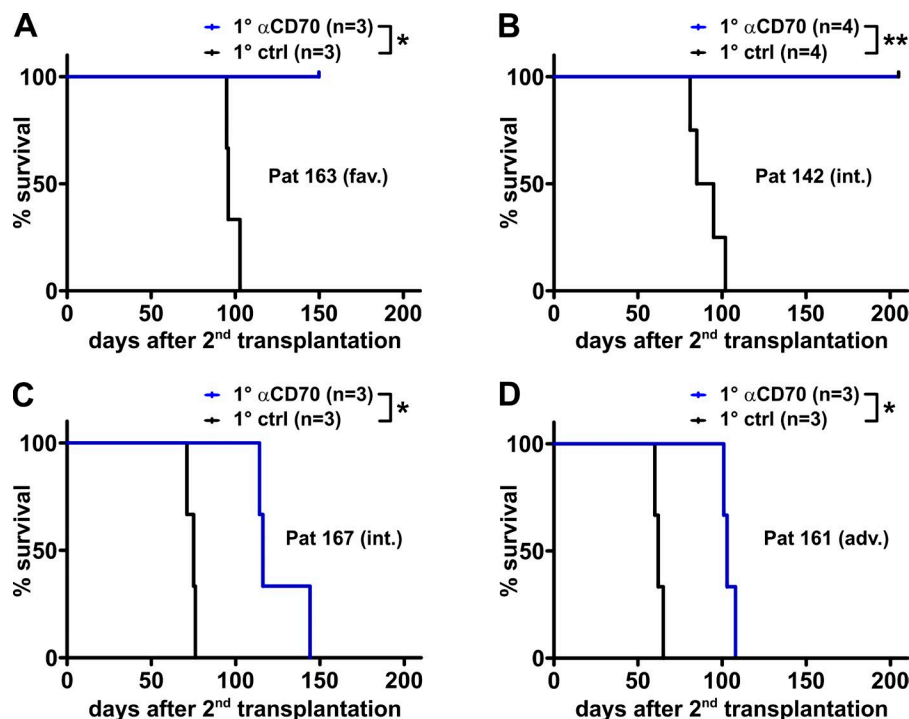 A
1° αCD70 (n=3)
1° ctrl (n=3)
*
% survival
100
50
0
Pat 163 (fav.)
0 50 100 150 200
days after 2nd transplantation
B
1° αCD70 (n=4)
1° ctrl (n=4)
**
% survival
100
50
0
Pat 142 (int.)
0 50 100 150 200
days after 2nd transplantation
C
1° αCD70 (n=3)
1° ctrl (n=3)
*
% survival
100
50
0
Pat 167 (int.)
0 50 100 150 200
days after 2nd transplantation
D
1° αCD70 (n=3)
1° ctrl (n=3)
*
% survival
100
50
0
Pat 161 (adv.)
0 50 100 150 200
days after 2nd transplantation